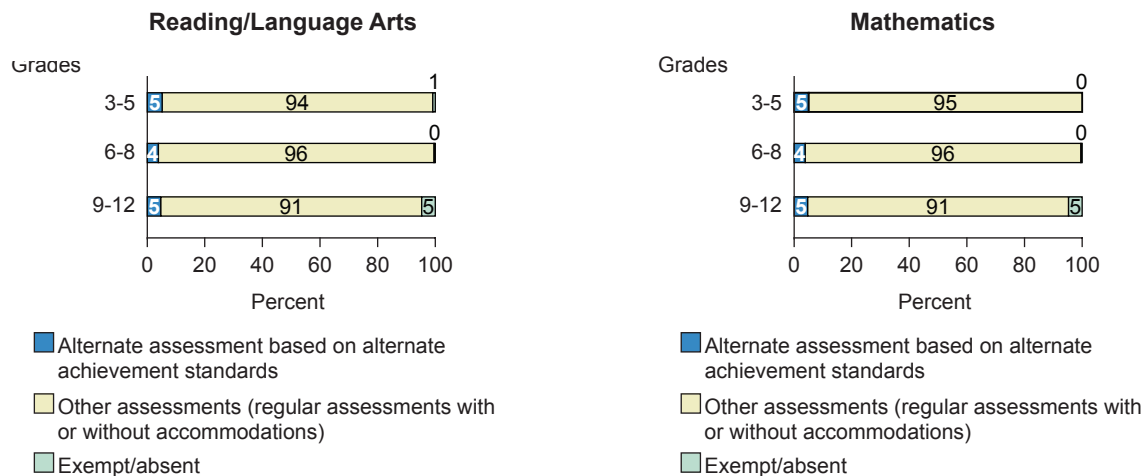 Reading/Language Arts
Grades
1
3-5 5 94
0
6-8 4 96
9-12 5 91 5
0 20 40 60 80 100
Percent
Alternate assessment based on alternate
achievement standards
Other assessments (regular assessments with
or without accommodations)
Exempt/absent
Mathematics
Grades
0
3-5 5 95
0
6-8 4 96
9-12 5 91 5
0 20 40 60 80 100
Percent
Alternate assessment based on alternate
achievement standards
Other assessments (regular assessments with
or without accommodations)
Exempt/absent